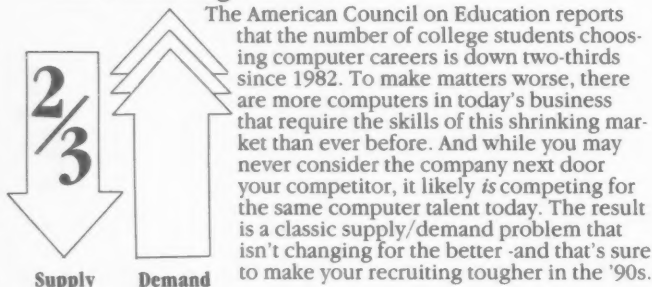 The American Council on Education reports
that the number of college students choos-
ing computer careers is down two-thirds
since 1982. To make matters worse, there
are more computers in today's business
that require the skills of this shrinking mar-
ket than ever before. And while you may
never consider the company next door
your competitor, it likely is competing for
the same computer talent today. The result
is a classic supply/demand problem that
isn't changing for the better -and that's sure
to make your recruiting tougher in the '90s.
2/3
Supply Demand